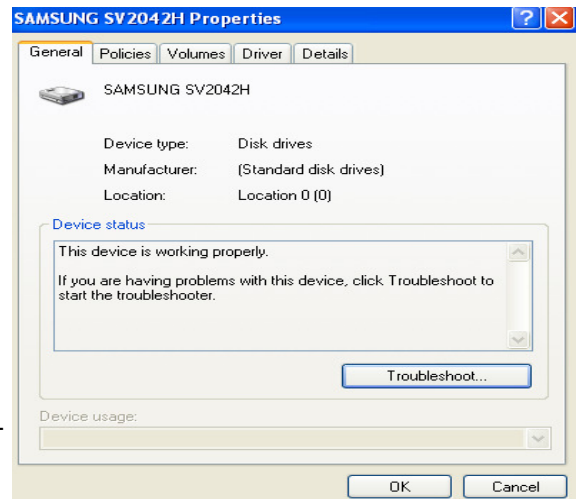 SAMSUNG SV2042H Properties
General Policies Volumes Driver Details
SAMSUNG SV2042H
Device type: Disk drives
Manufacturer: (Standard disk drives)
Location: Location 0 (0)
Device status
This device is working properly.
If you are having problems with this device, click Troubleshoot to
start the troubleshooter.
Troubleshoot...
Device usage:
OK Cancel